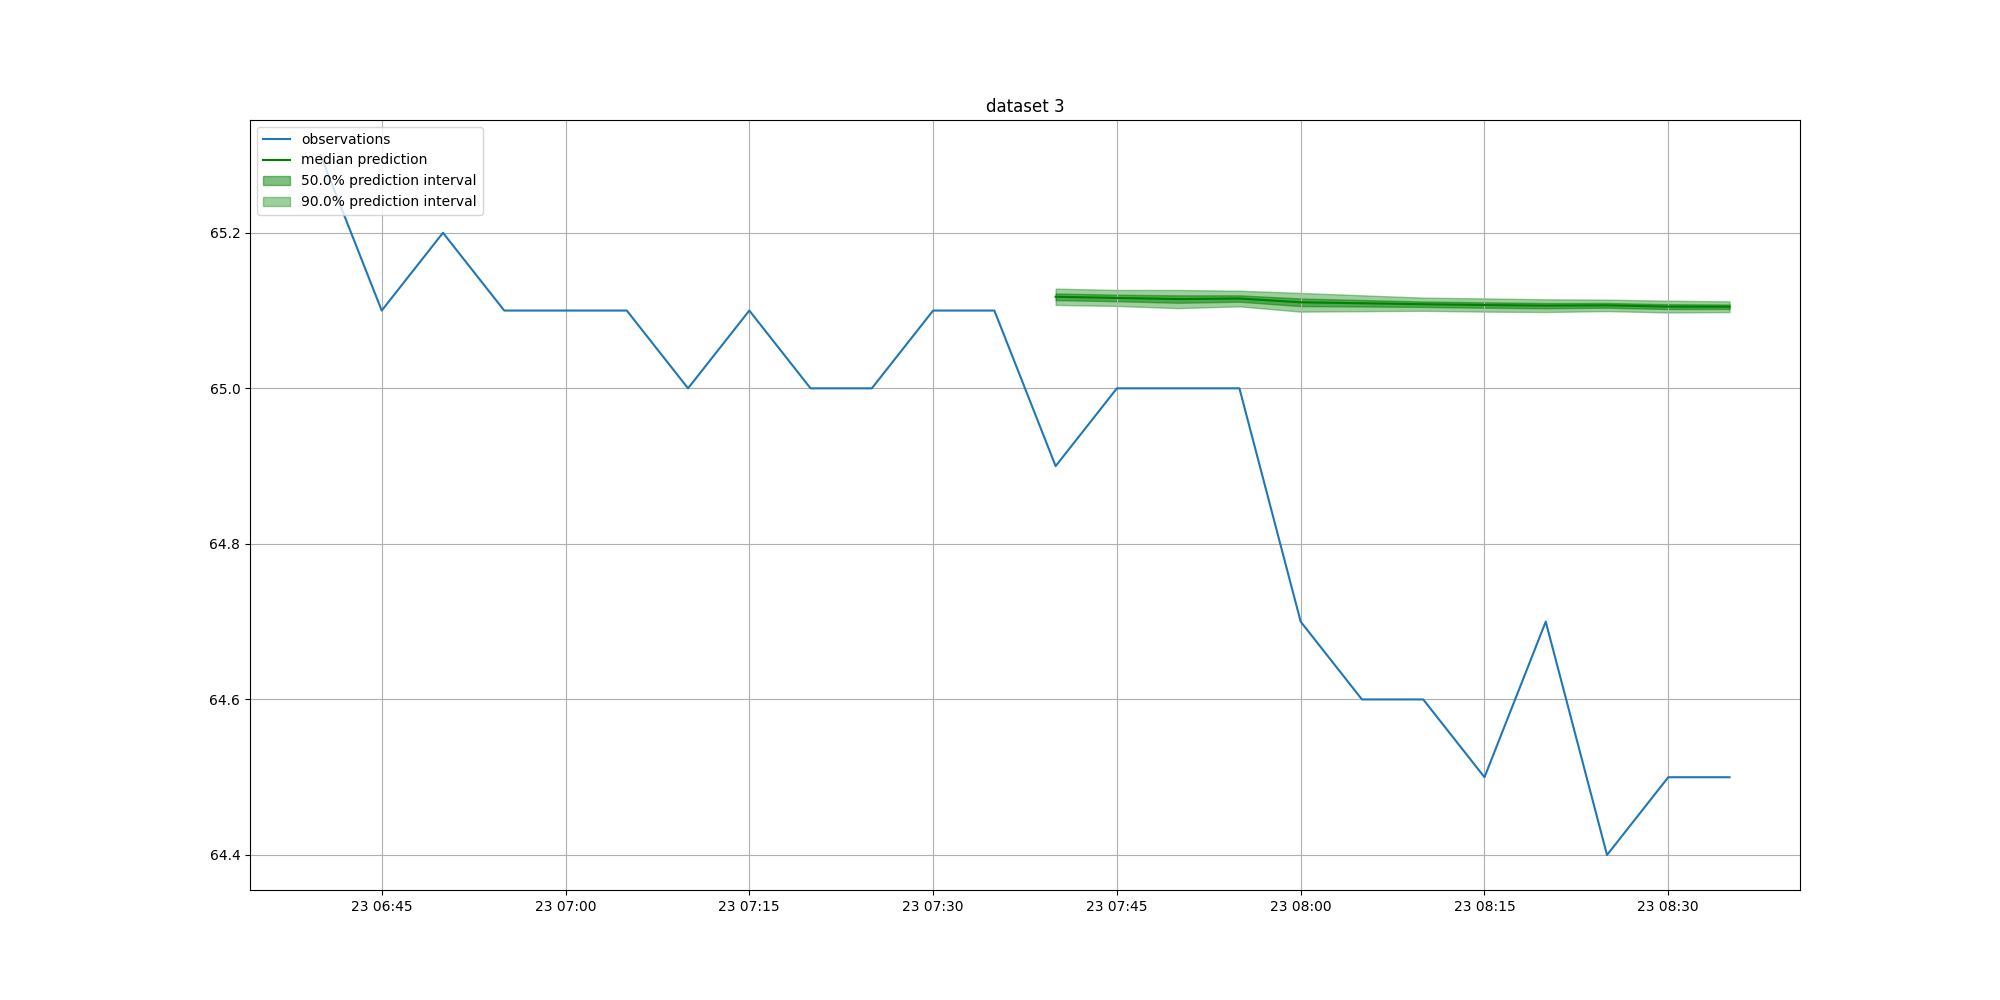 dataset 3
observations
median prediction
50.0% prediction interval
90.0% prediction interval
65.2
65.0
64.8
64.6
64.4
23 06:45 23 07:00 23 07:15 23 07:30 23 07:45 23 08:00 23 08:15 23 08:30